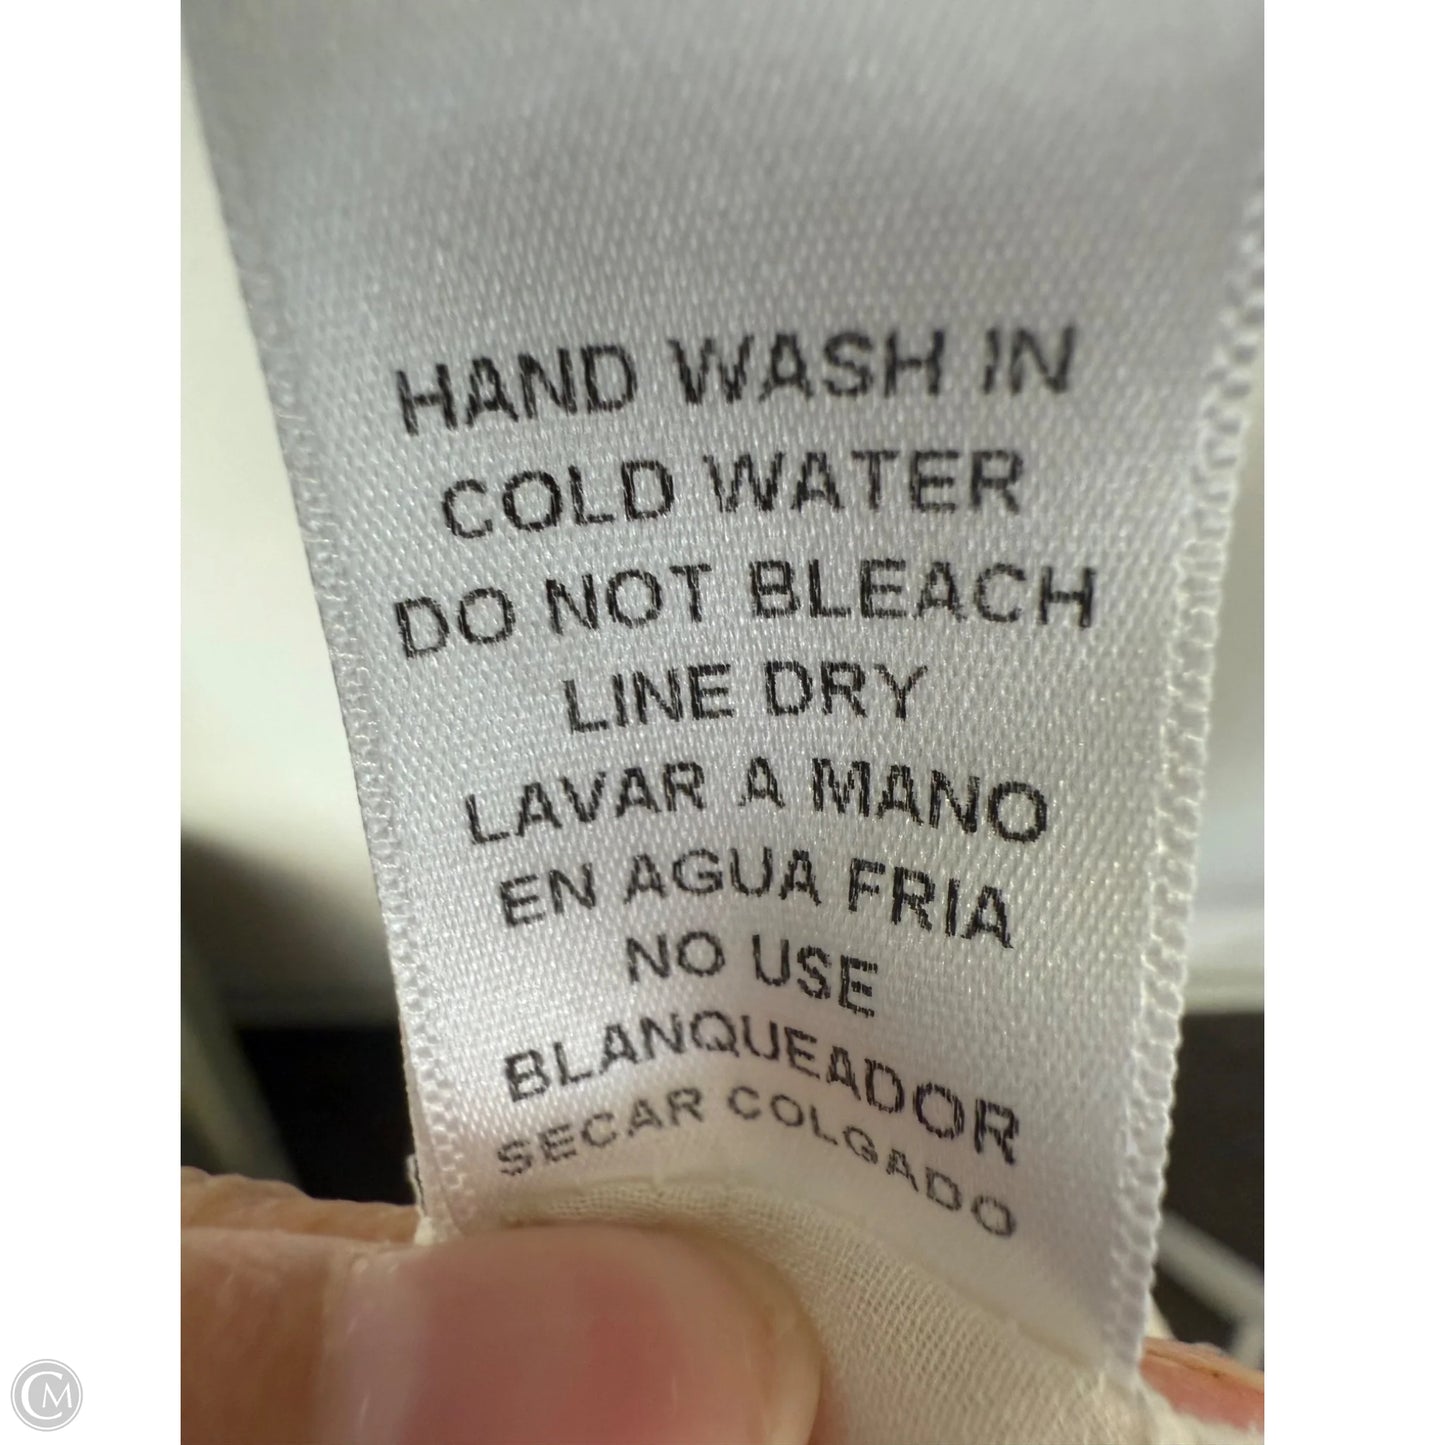 HAND WASH IN
COLD WATER
DO NOT BLEACH
LINE DRY
LAVAR A MANO
EN AGUA FRIA
NO USE
BLANQUEADOR
SECAR COLGADO
CM